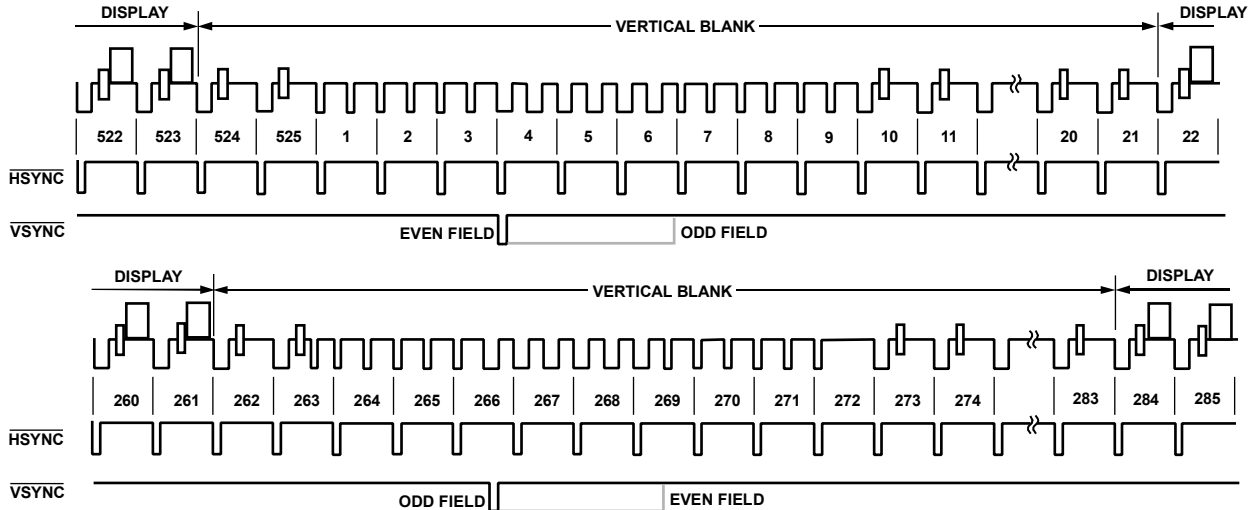 DISPLAY VERTICAL BLANK DISPLAY
522 523 524 525 1 2 3 4 5 6 7 8 9 10 11 20 21 22
HSYNC
VSYNC
EVEN FIELD ODD FIELD
DISPLAY VERTICAL BLANK DISPLAY
260 261 262 263 264 265 266 267 268 269 270 271 272 273 274 283 284 285
HSYNC
VSYNC
ODD FIELD EVEN FIELD